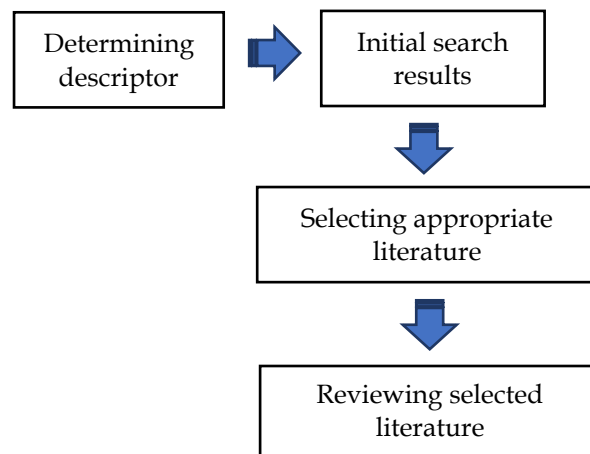 Determining
descriptor
Initial search
results
Selecting appropriate
literature
Reviewing selected
literature